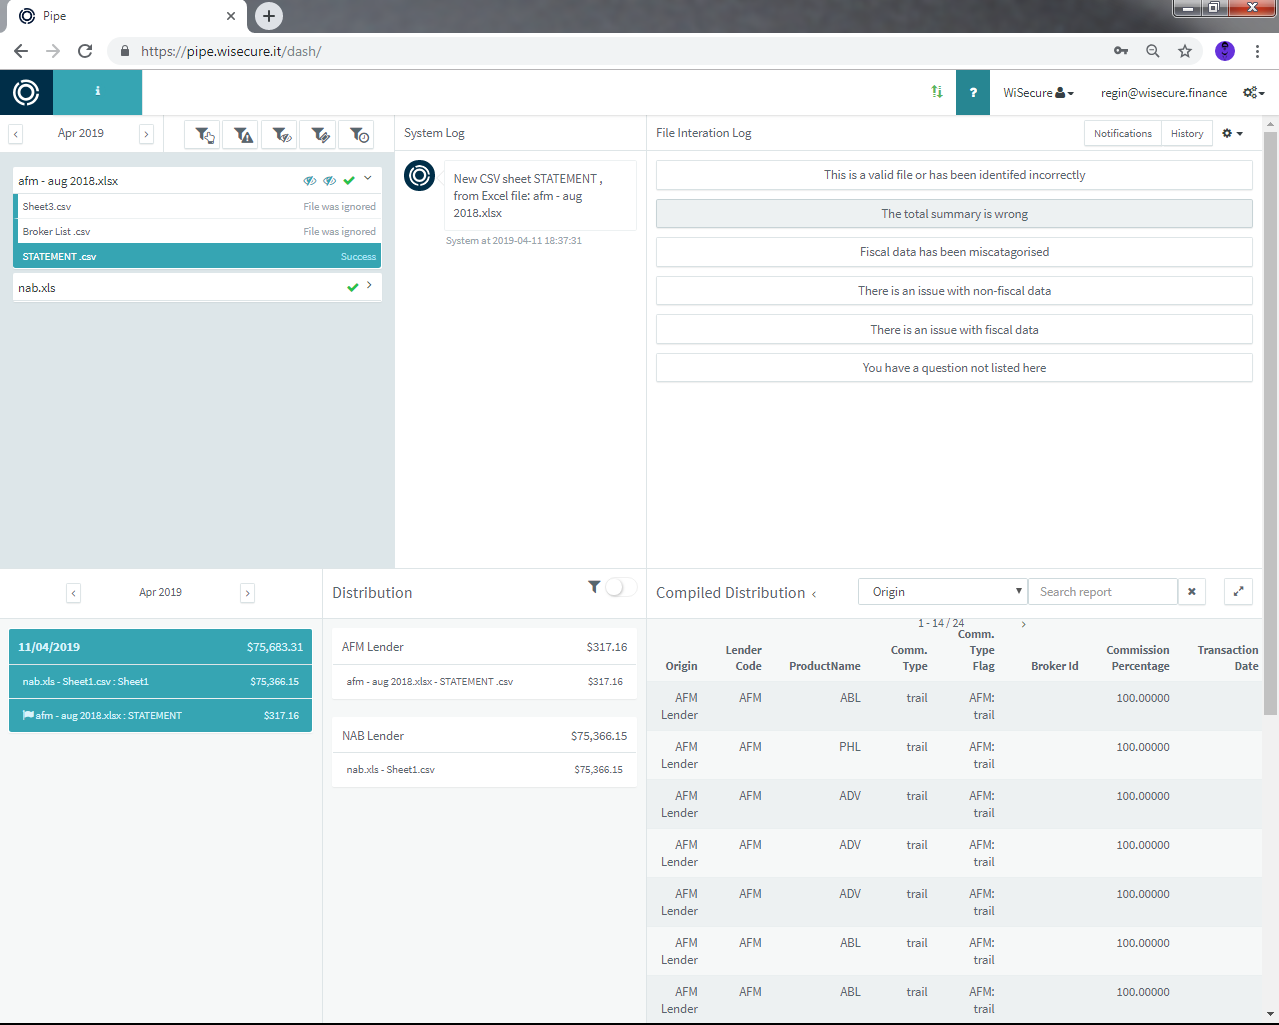 Pipe
https://pipe.wisecure.it/dash/
i
?
WiSecure
regin@wisecure.finance
Apr 2019
System Log
File Interation Log
Notifications
History
afm - aug 2018.xlsx
Sheet3.csv
File was ignored
Broker List .csv
File was ignored
STATEMENT .csv
Success
nab.xls
New CSV sheet STATEMENT ,
from Excel file: afm - aug
2018.xlsx
System at 2019-04-11 18:37:31
This is a valid file or has been identifed incorrectly
The total summary is wrong
Fiscal data has been miscatagorised
There is an issue with non-fiscal data
There is an issue with fiscal data
You have a question not listed here
Apr 2019
11/04/2019
$75,683.31
nab.xls - Sheet1.csv : Sheet1
$75,366.15
afm - aug 2018.xlsx : STATEMENT
$317.16
Distribution
AFM Lender
$317.16
afm - aug 2018.xlsx - STATEMENT .csv
$317.16
NAB Lender
$75,366.15
nab.xls - Sheet1.csv
$75,366.15
Compiled Distribution
Origin
Search report
1 - 14 / 24
Origin
Lender
Code
ProductName
Comm.
Type
Comm.
Type
Flag
Broker Id
Commission
Percentage
Transaction
Date
AFM
Lender
AFM
ABL
trail
AFM:
trail
100.00000
AFM
Lender
AFM
PHL
trail
AFM:
trail
100.00000
AFM
Lender
AFM
ADV
trail
AFM:
trail
100.00000
AFM
Lender
AFM
ADV
trail
AFM:
trail
100.00000
AFM
Lender
AFM
ADV
trail
AFM:
trail
100.00000
AFM
Lender
AFM
ABL
trail
AFM:
trail
100.00000
AFM
Lender
AFM
ABL
trail
AFM:
trail
100.00000